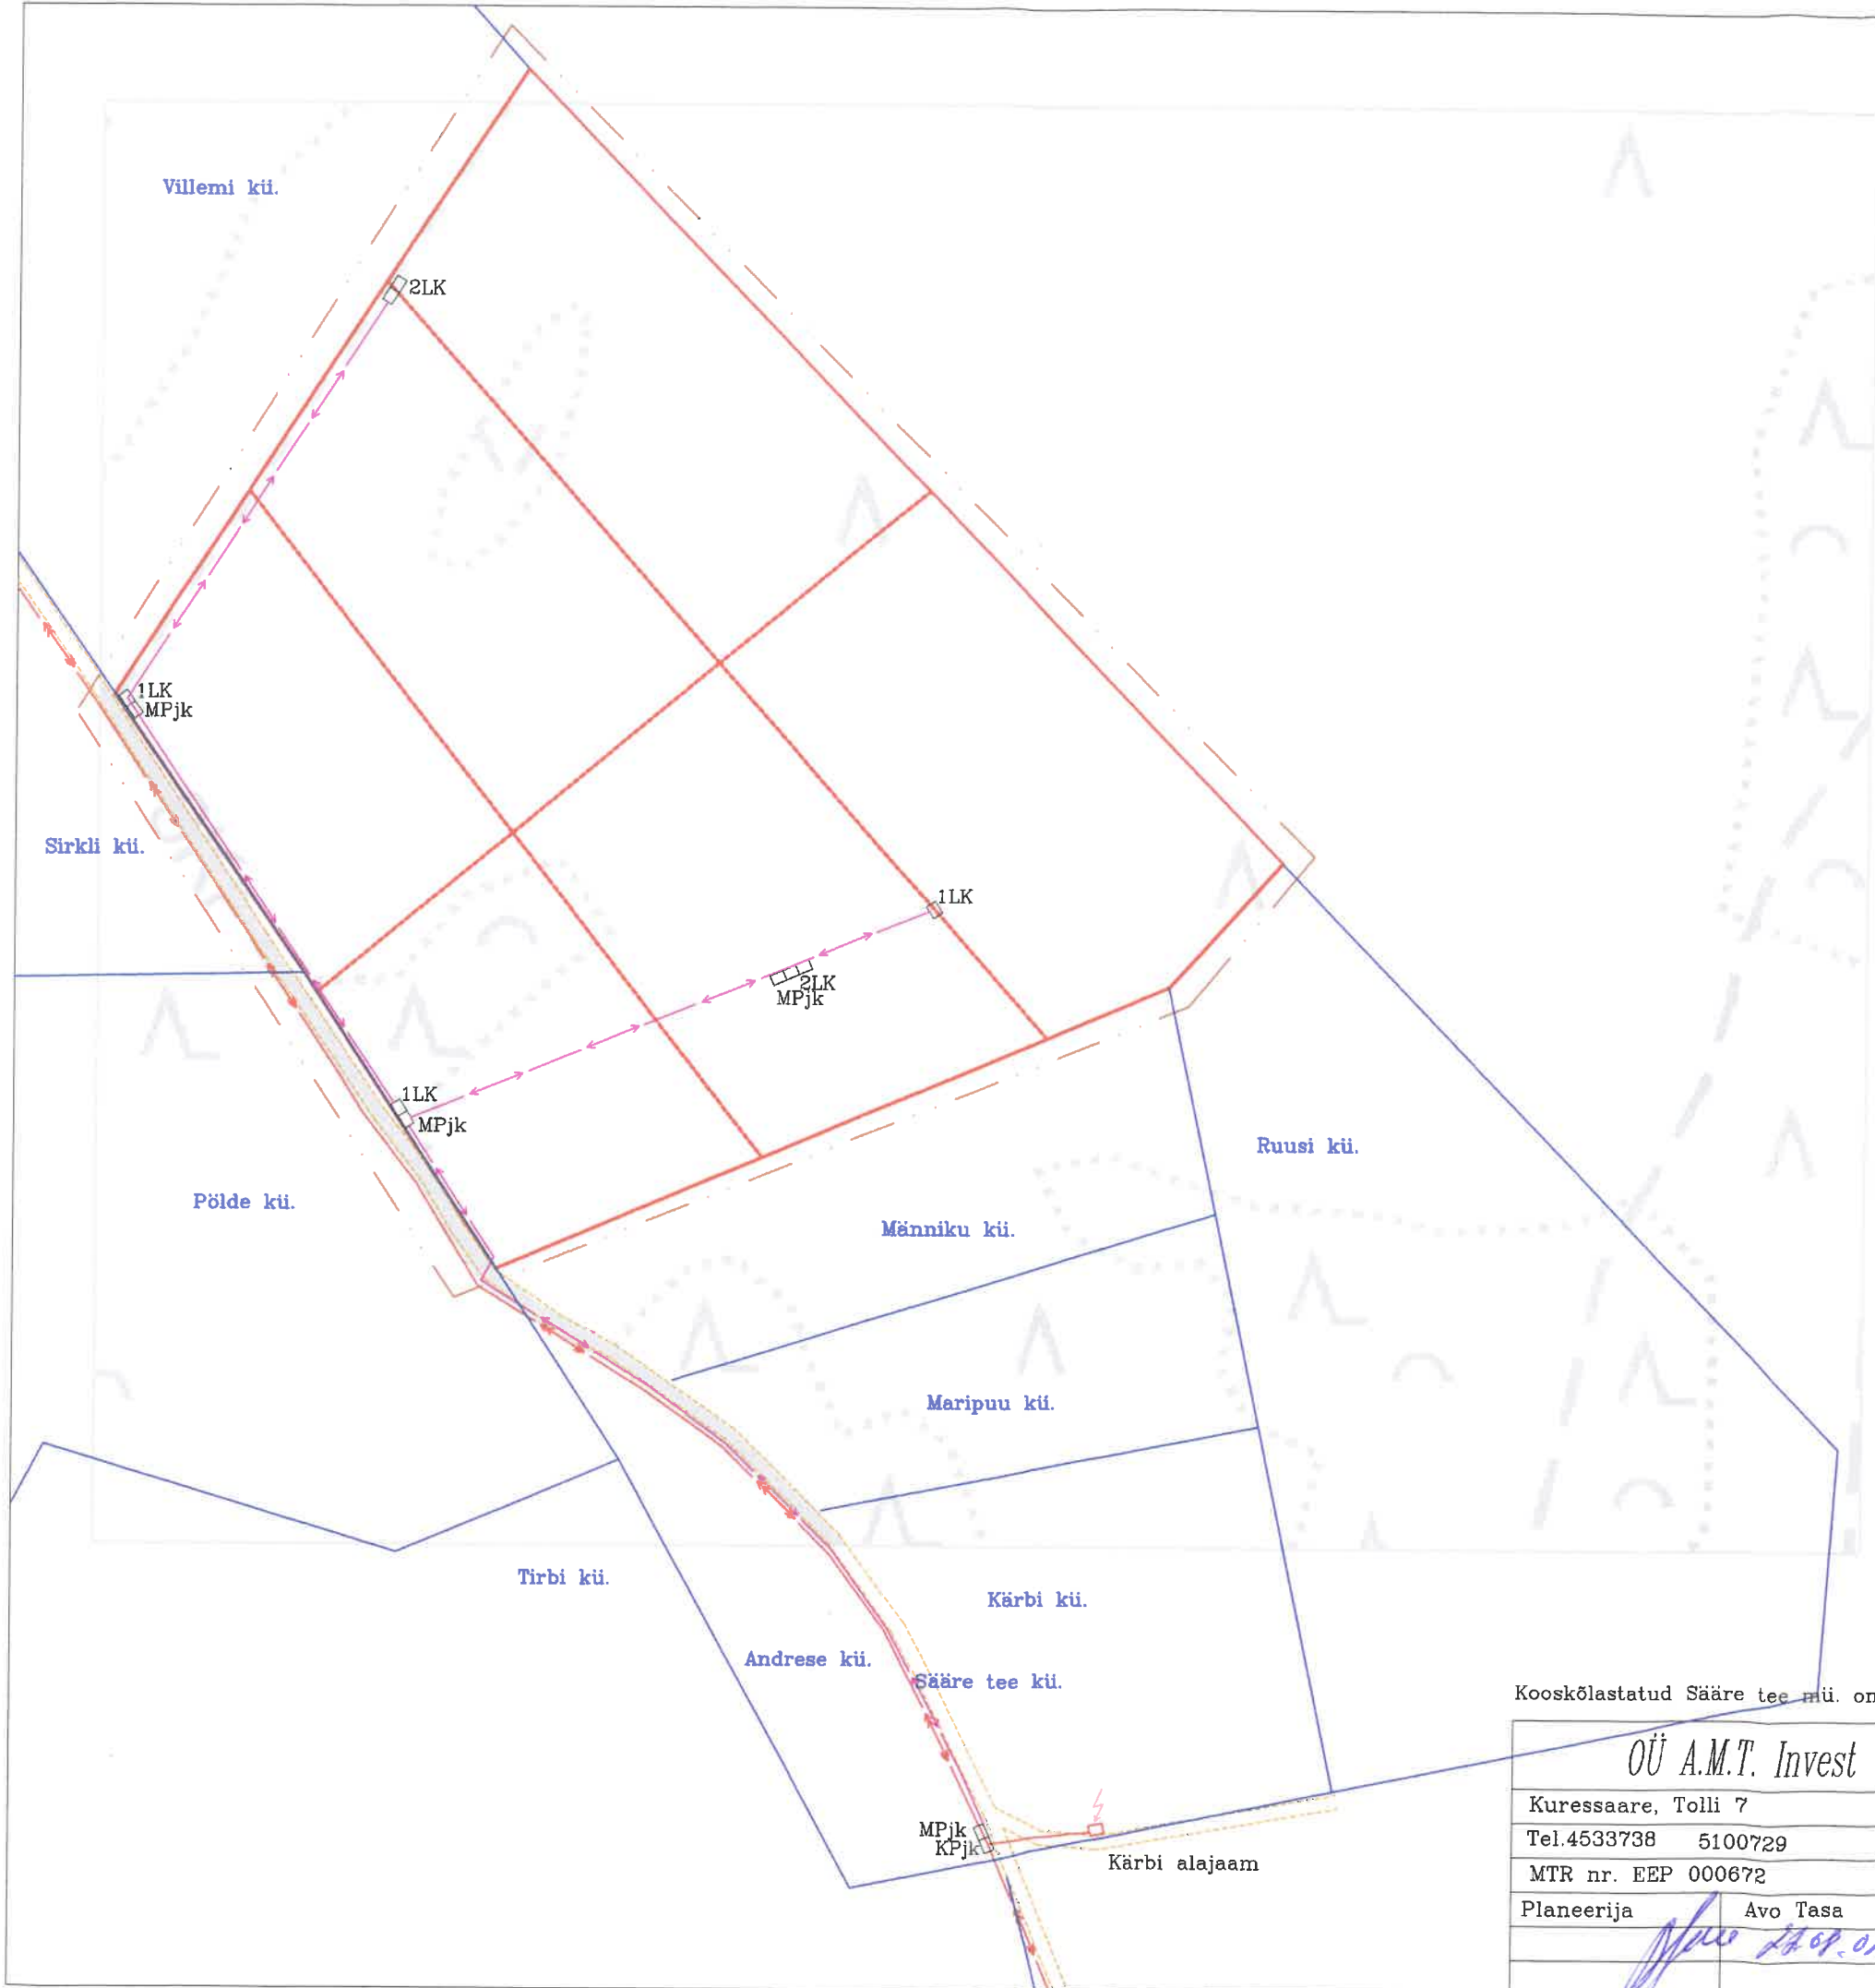 Villemi kü.
2LK
1LK
MPjk
Sirkli kü.
1LK
2LK
MPjk
1LK
MPjk
Ruusi kü.
Pölde kü.
Männiku kü.
Maripuu kü.
Tirbi kü.
Kärbi kü.
Andrese kü.
Sääre tee kü.
Kooskõlastatud Sääre tee mü. on
OÜ A.M.T. Invest
Kuressaare, Tolli 7
Tel.4533738 5100729
MPjk
KPjk
Kärbi alajaam
MTR nr. EEP 000672
Planeerija Avo Tasa